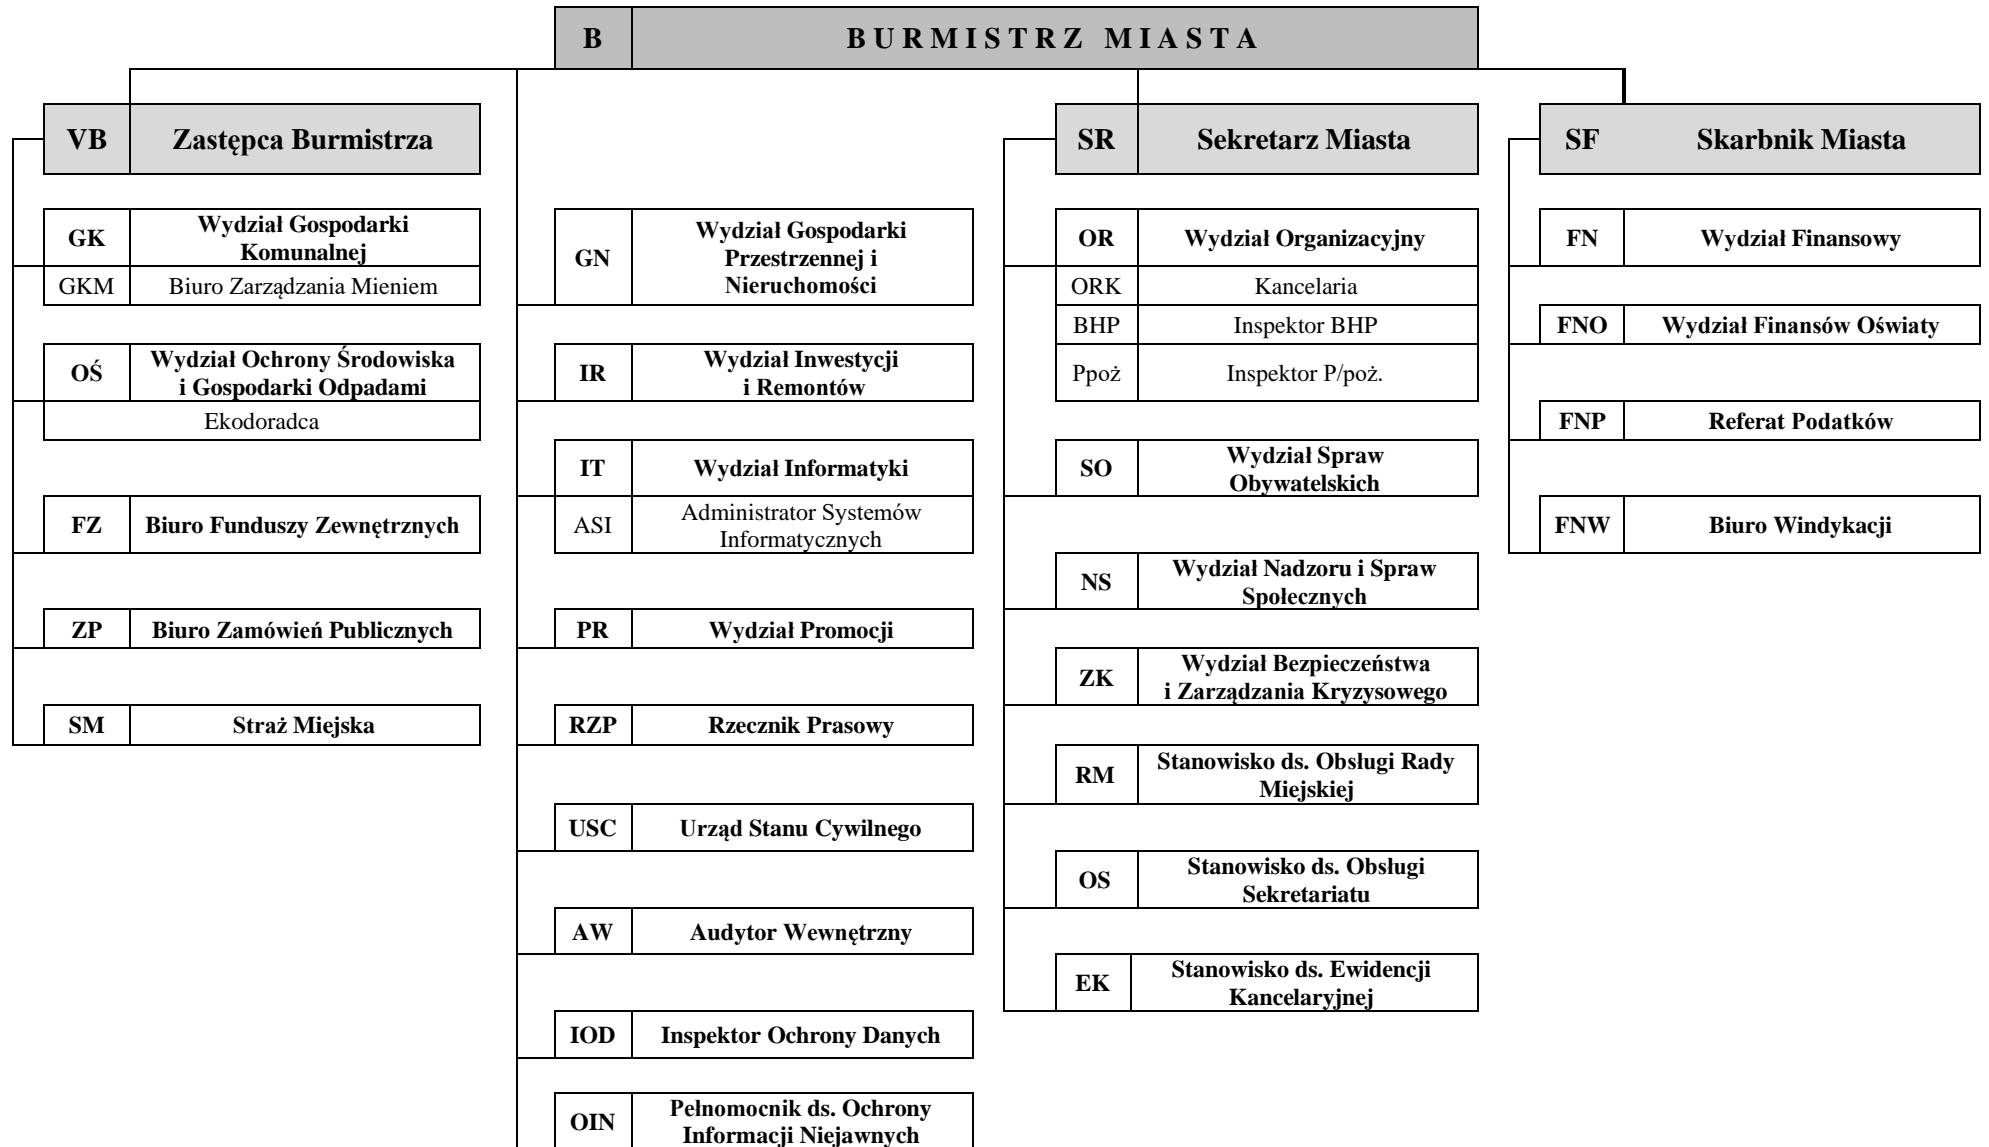 B BURMISTRZ MIASTA
VB Zastępca Burmistrza
GK Wydział Gospodarki
Komunalnej
GKM Biuro Zarządzania Mieniem
OŚ Wydział Ochrony Środowiska
i Gospodarki Odpadami
Ekodoradca
FZ Biuro Funduszy Zewnętrznych
ZP Biuro Zamówień Publicznych
SM Straż Miejska
GN Wydział Gospodarki
Przestrzennej i
Nieruchomości
IR Wydział Inwestycji
i Remontów
IT Wydział Informatyki
ASI Administrator Systemów
Informatycznych
PR Wydział Promocji
RZP Rzecznik Prasowy
USC Urząd Stanu Cywilnego
AW Audytor Wewnętrzny
IOD Inspektor Ochrony Danych
OIN Pełnomocnik ds. Ochrony
Informacji Niejawnych
SR Sekretarz Miasta
OR Wydział Organizacyjny
ORK Kancelaria
BHP Inspektor BHP
Ppoż Inspektor P/poż.
SO Wydział Spraw
Obywatelskich
NS Wydział Nadzoru i Spraw
Społecznych
ZK Wydział Bezpieczeństwa
i Zarządzania Kryzysowego
RM Stanowisko ds. Obsługi Rady
Miejskiej
OS Stanowisko ds. Obsługi
Sekretariatu
EK Stanowisko ds. Ewidencji
Kancelaryjnej
SF Skarbnik Miasta
FN Wydział Finansowy
FNO Wydział Finansów Oświaty
FNP Referat Podatków
FNW Biuro Windykacji